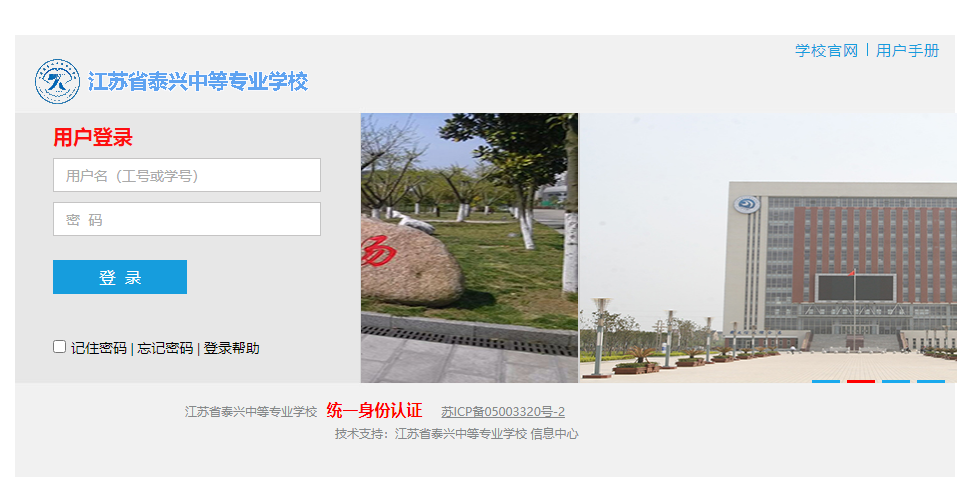 学校官网 | 用户手册
江苏省泰兴中等专业学校
用户登录
用户名（工号或学号）
密 码
登 录
记住密码 | 忘记密码 | 登录帮助
江苏省泰兴中等专业学校 统一身份认证 苏ICP备05003320号-2
技术支持：江苏省泰兴中等专业学校 信息中心